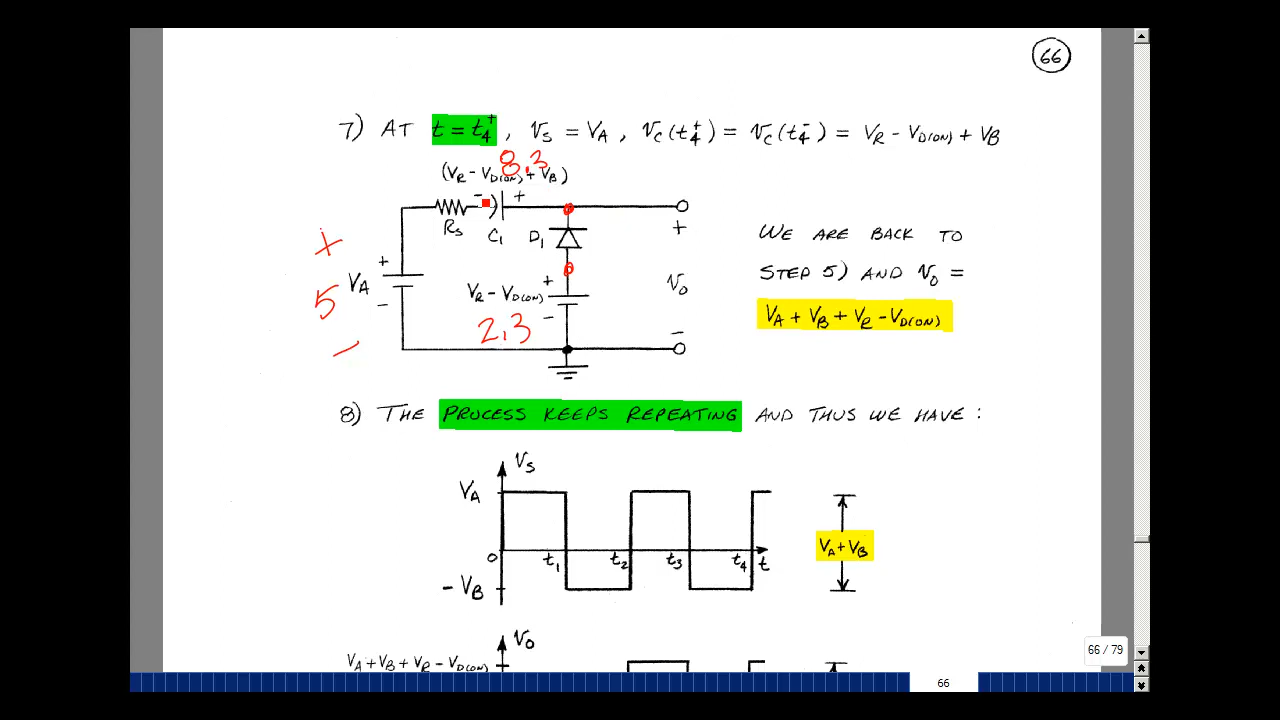 66
7) AT t = t4⁺, VS = VA, VC(t4⁺) = VC(t4⁻) = VR - VD(ON) + VB
8.3
(VR - VD(ON) + VB)
- +
RS C1 D1 +
WE ARE BACK TO
STEP 5) AND VO =
VA + VB + VR - VD(ON)
+
5
-
+
VA
-
VR - VD(ON)
+
-
2.3
VO
-
8) THE PROCESS KEEPS REPEATING AND THUS WE HAVE :
VS
VA
0 t1 t2 t3 t4 t
- VB
VA + VB
VO
VA + VB + VR - VD(ON)
66 / 79
66